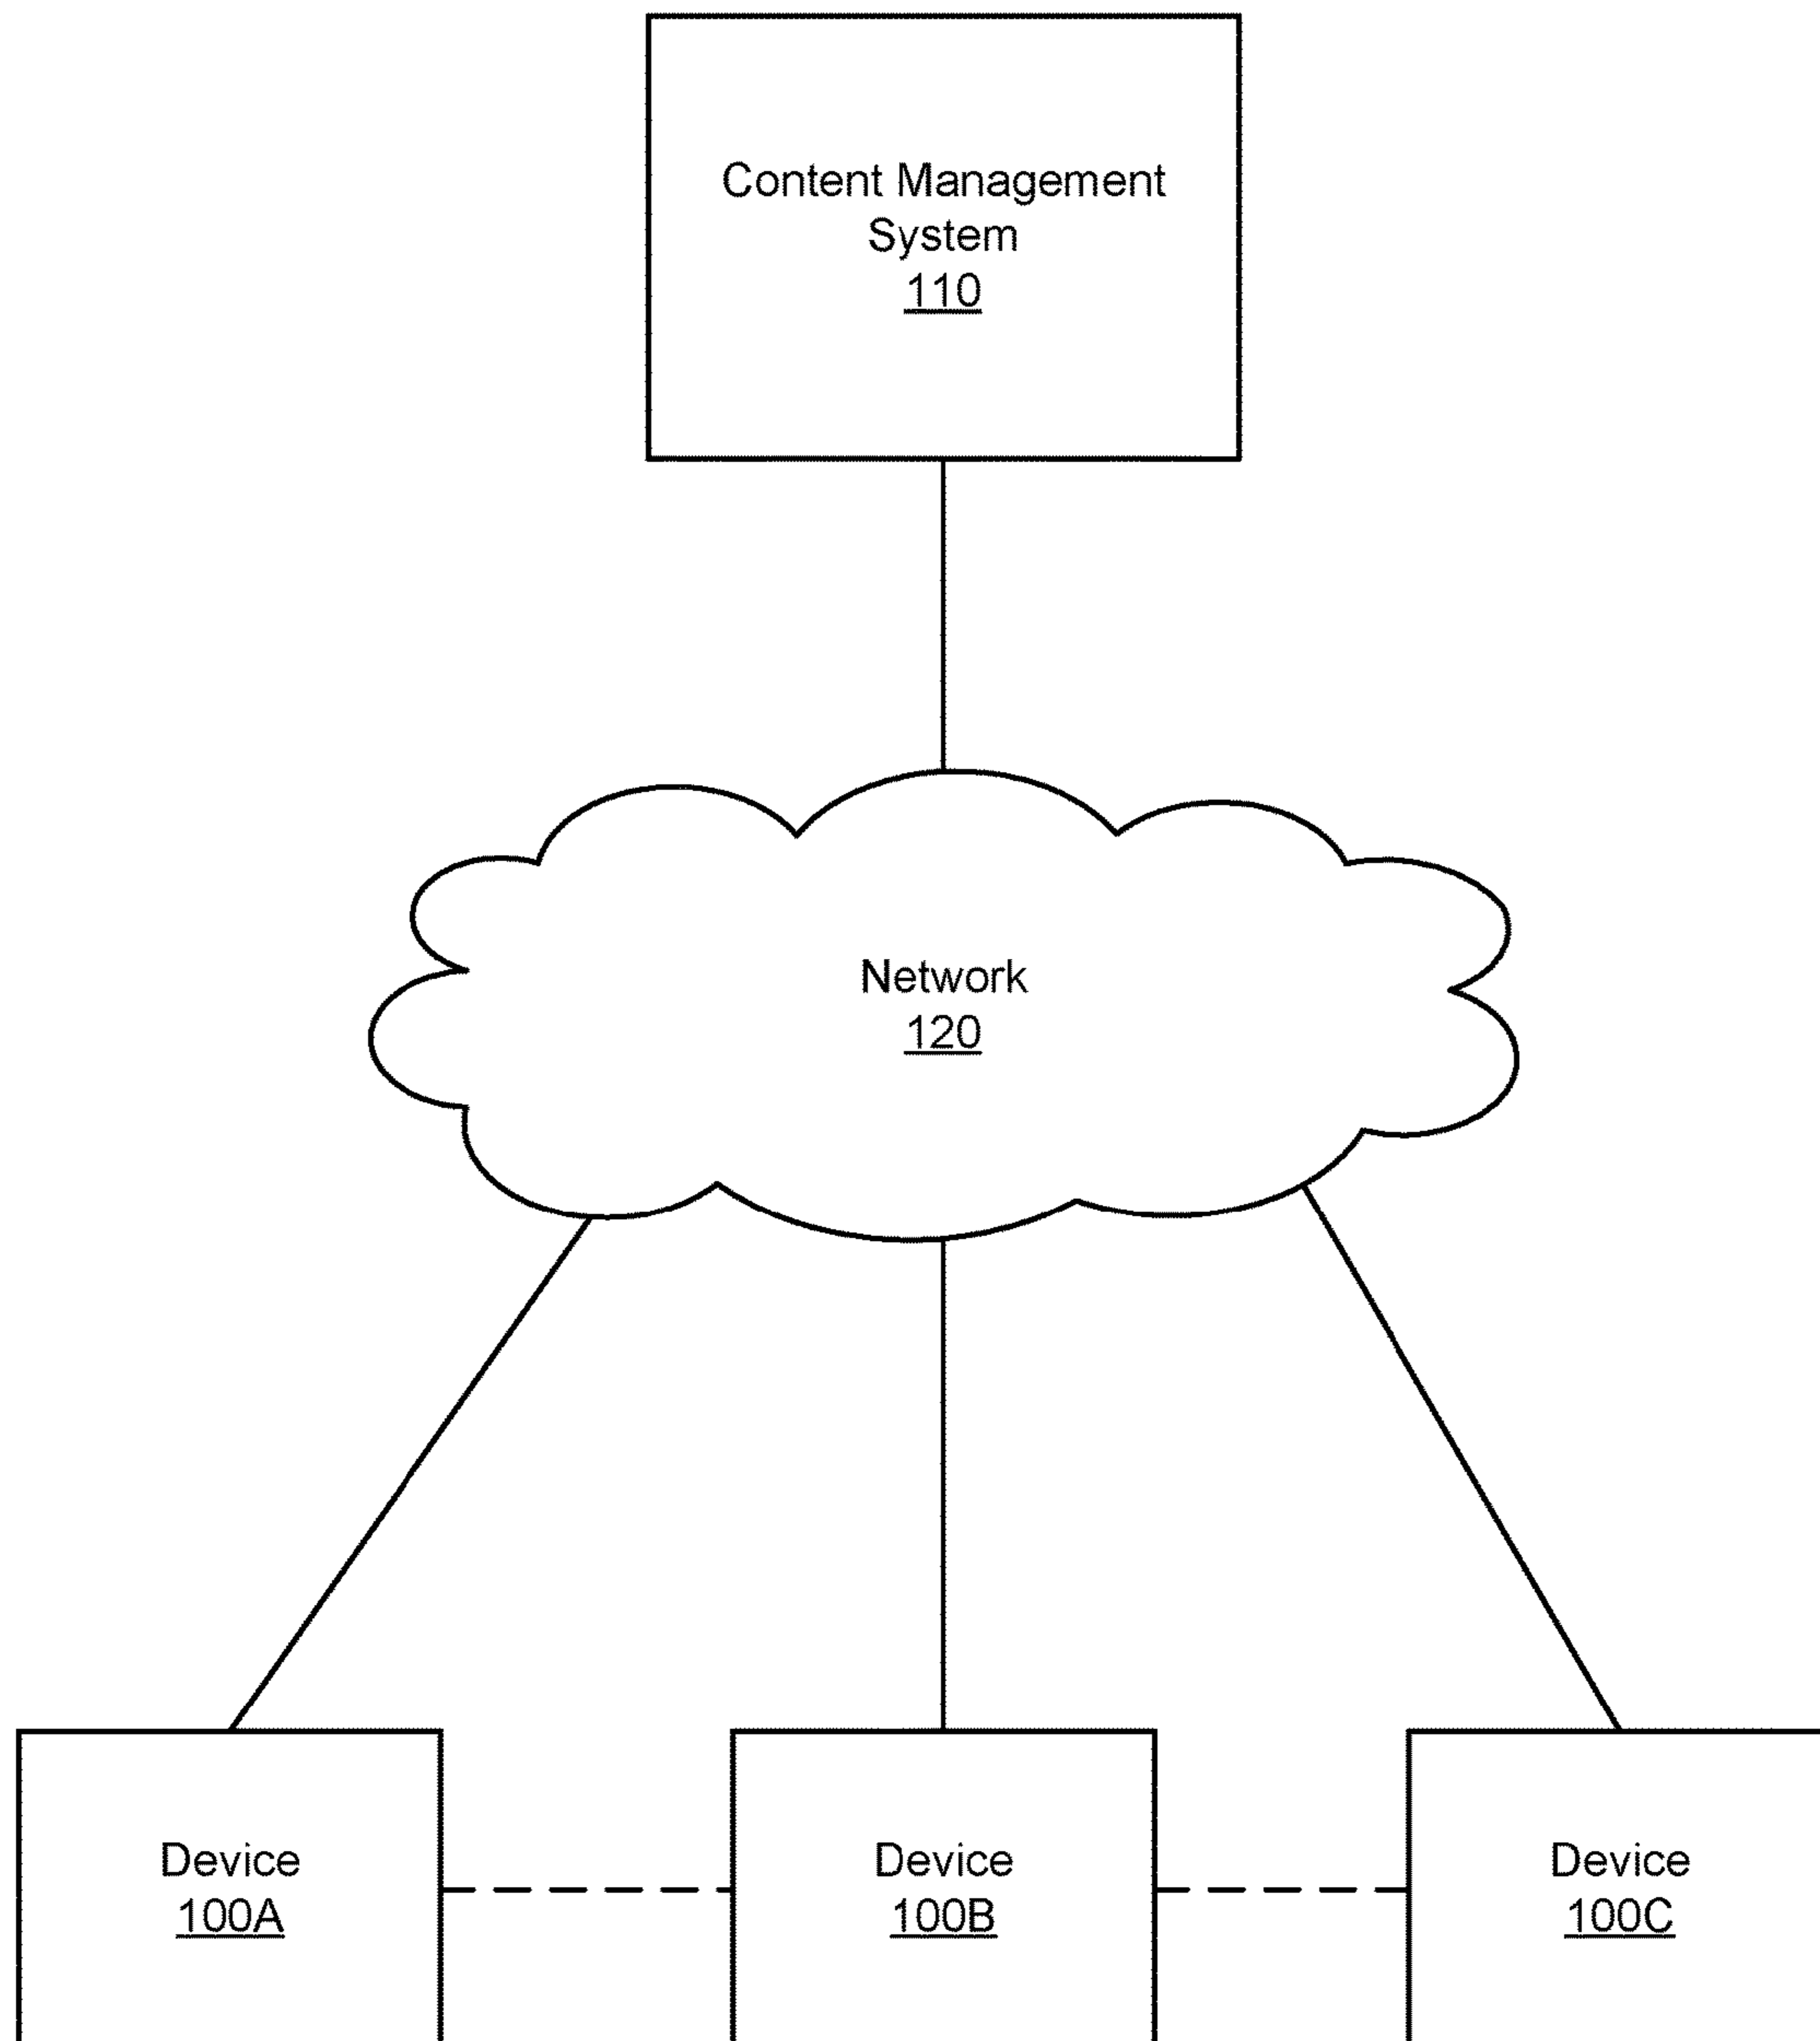 Content Management
System
110
Network
120
Device
100A
Device
100B
Device
100C